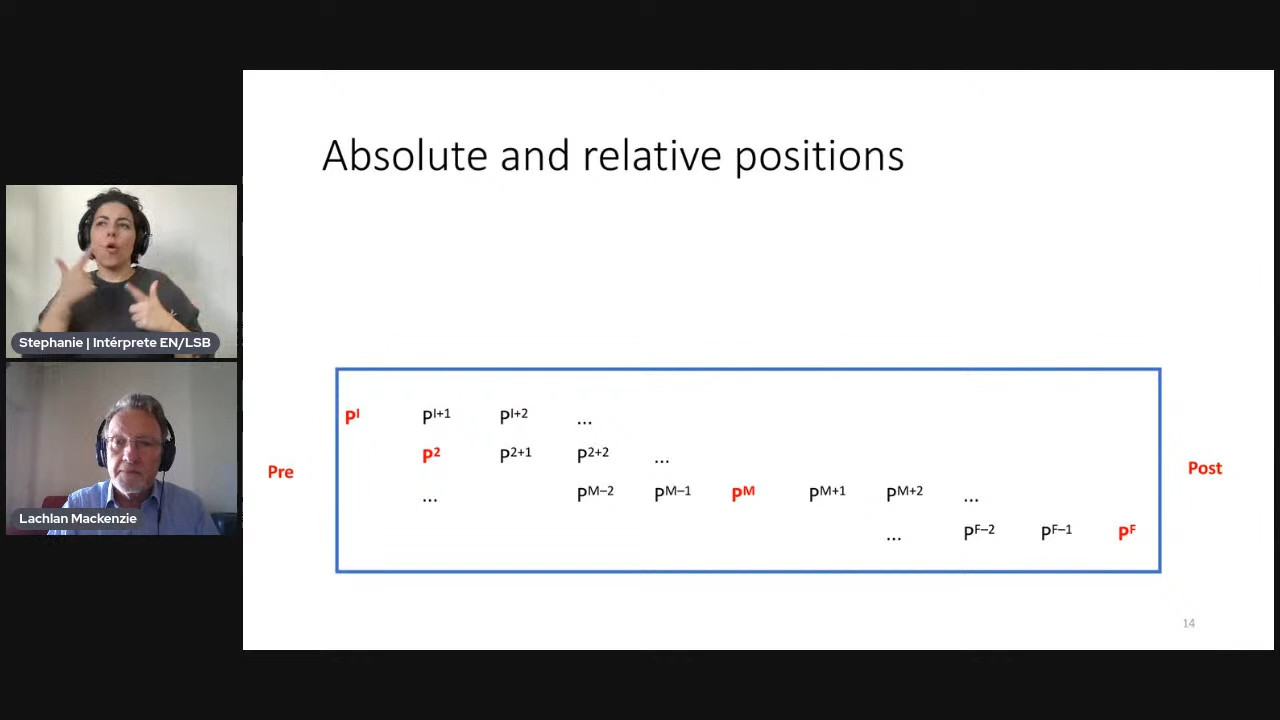 Absolute and relative positions
Stephanie | Intérprete EN/LSB
Lachlan Mackenzie
Pre
Pᴵ Pᴵ⁺¹ Pᴵ⁺² ...
P² P²⁺¹ P²⁺² ...
... Pᴹ⁻² Pᴹ⁻¹ Pᴹ Pᴹ⁺¹ Pᴹ⁺² ...
... Pꟳ⁻² Pꟳ⁻¹ Pꟳ
Post
14